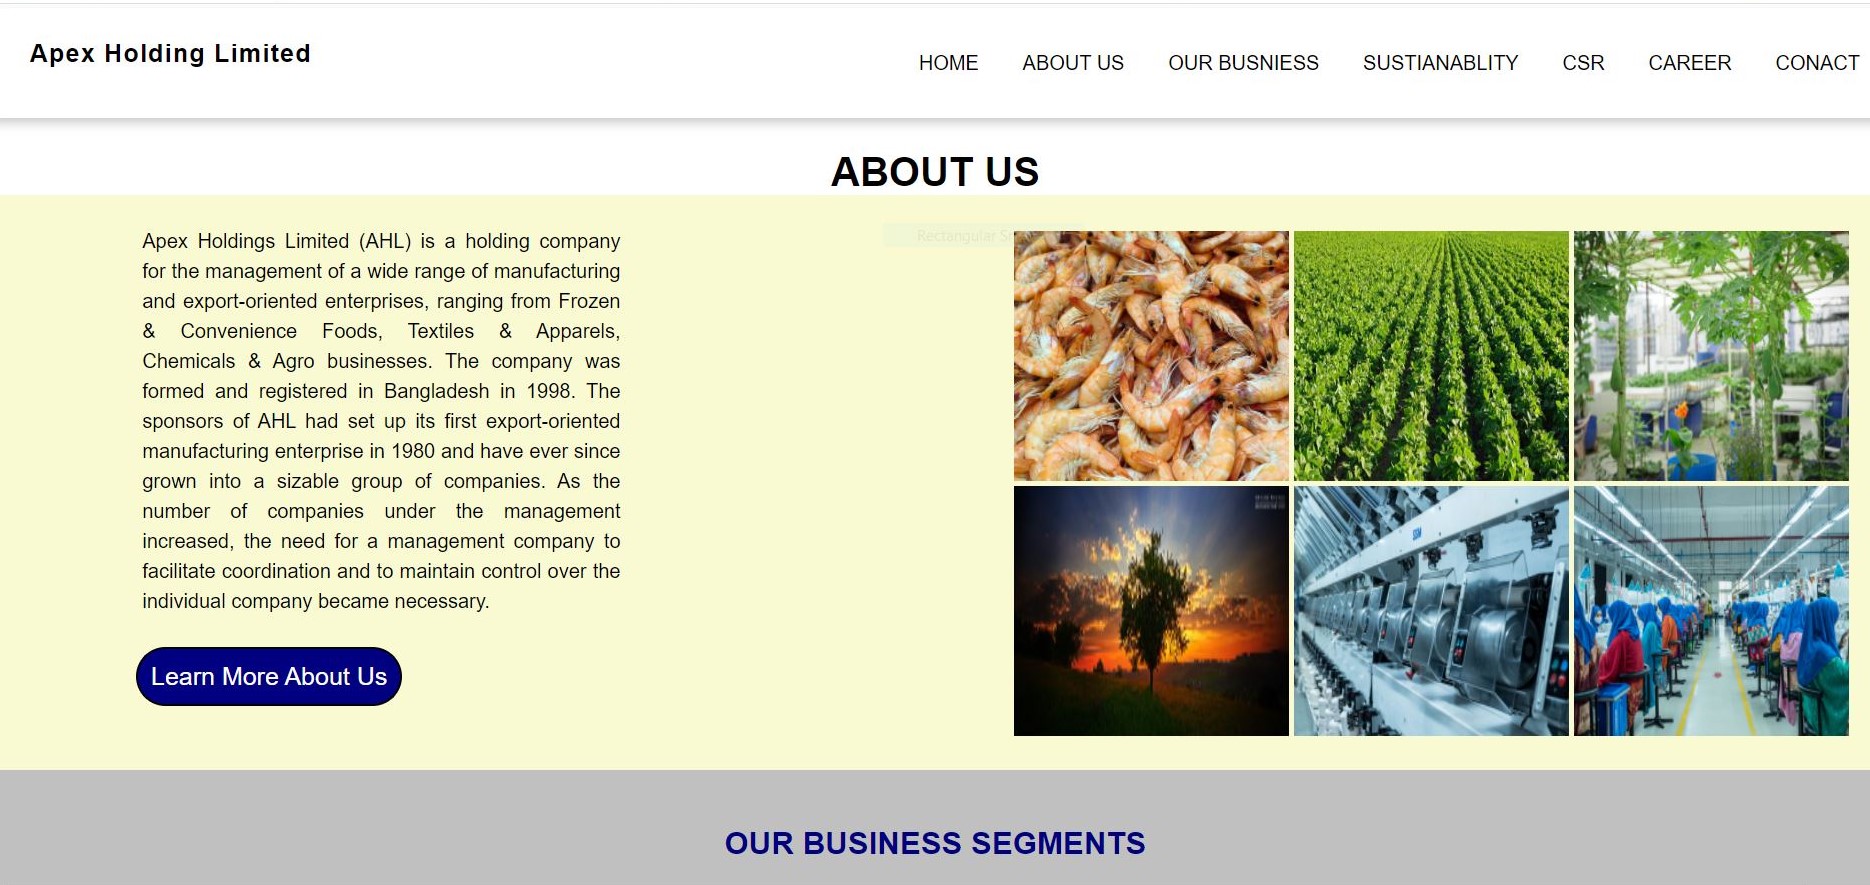 Apex Holding Limited
HOME ABOUT US OUR BUSNIESS SUSTIANABLITY CSR CAREER CONACT
ABOUT US
Rectangular
Apex Holdings Limited (AHL) is a holding company
for the management of a wide range of manufacturing
and export-oriented enterprises, ranging from Frozen
& Convenience Foods, Textiles & Apparels,
Chemicals & Agro businesses. The company was
formed and registered in Bangladesh in 1998. The
sponsors of AHL had set up its first export-oriented
manufacturing enterprise in 1980 and have ever since
grown into a sizable group of companies. As the
number of companies under the management
increased, the need for a management company to
facilitate coordination and to maintain control over the
individual company became necessary.
Learn More About Us
OUR BUSINESS SEGMENTS